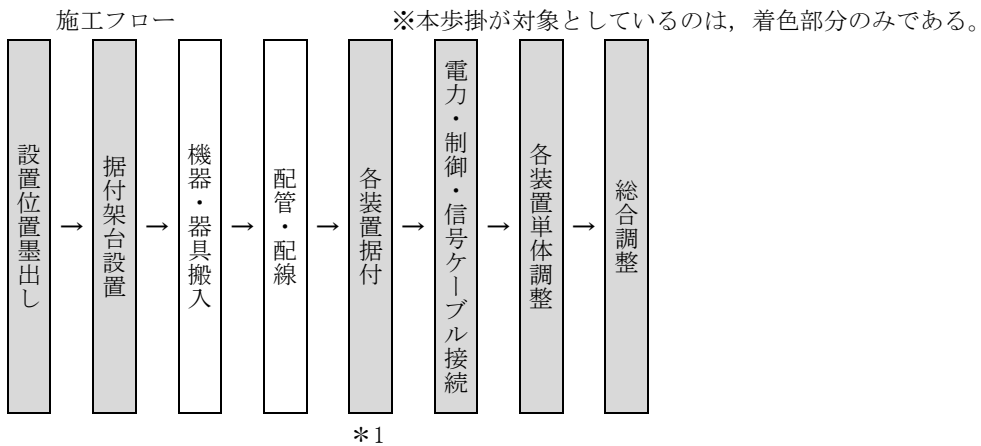 施工フロー
※本歩掛が対象としているのは，着色部分のみである。
設置位置墨出し
→
据付架台設置
→
機器・器具搬入
→
配管・配線
→
各装置据付
→
電力・制御・信号ケーブル接続
→
各装置単体調整
→
総合調整
＊1